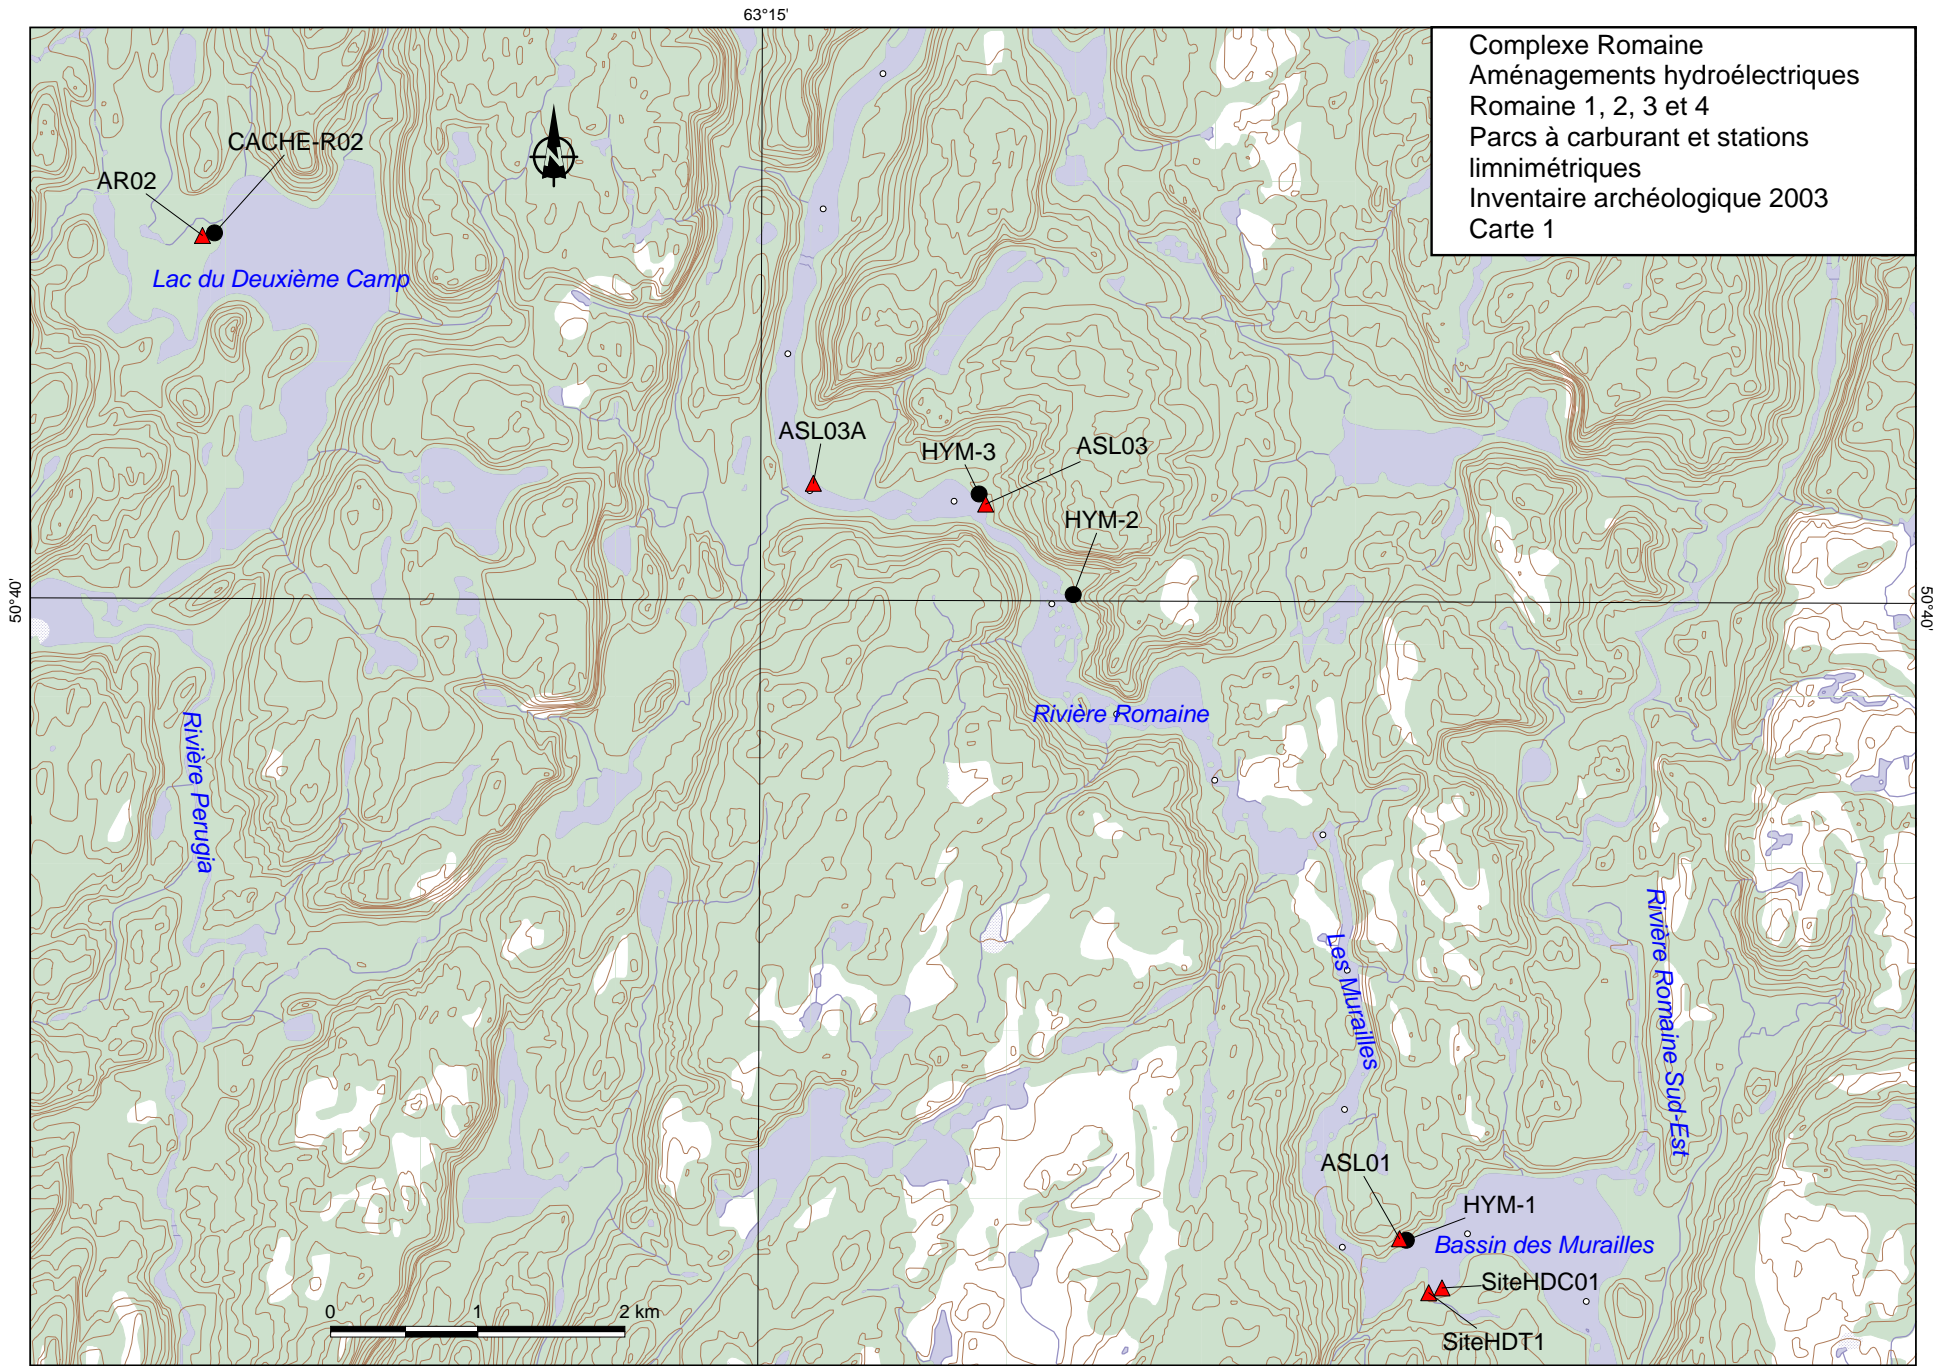 63°15'
Complexe Romaine
Aménagements hydroélectriques
Romaine 1, 2, 3 et 4
Parcs à carburant et stations
limnimétriques
Inventaire archéologique 2003
Carte 1
CACHE-R02
AR02
N
Lac du Deuxième Camp
ASL03A
HYM-3
ASL03
HYM-2
50°40'
50°40'
Rivière Romaine
Rivière Perugia
Les Murailles
Rivière Romaine Sud-Est
ASL01
HYM-1
Bassin des Murailles
SiteHDC01
SiteHDT1
0 1 2 km